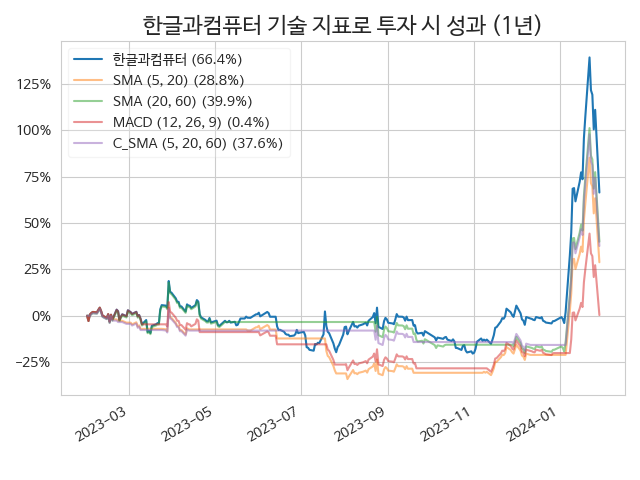 한글과컴퓨터 기술 지표로 투자 시 성과 (1년)
한글과컴퓨터 (66.4%)
SMA (5, 20) (28.8%)
SMA (20, 60) (39.9%)
MACD (12, 26, 9) (0.4%)
C_SMA (5, 20, 60) (37.6%)
125%
100%
75%
50%
25%
0%
−25%
2023−03
2023−05
2023−07
2023−09
2023−11
2024−01